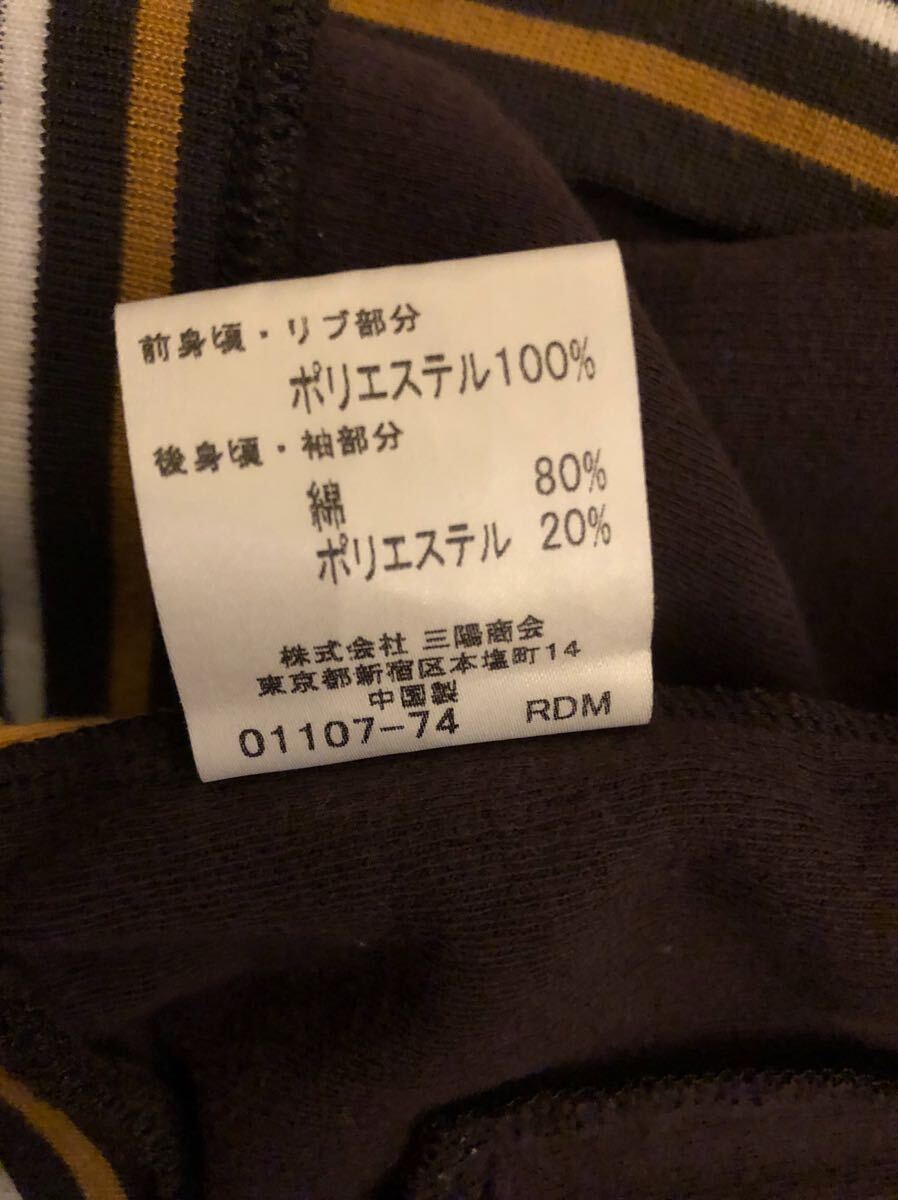 前身頃・リブ部分
ポリエステル100%
後身頃・袖部分
綿 80%
ポリエステル 20%
株式会社 三陽商会
東京都新宿区本塩町14
中国製
01107-74 RDM